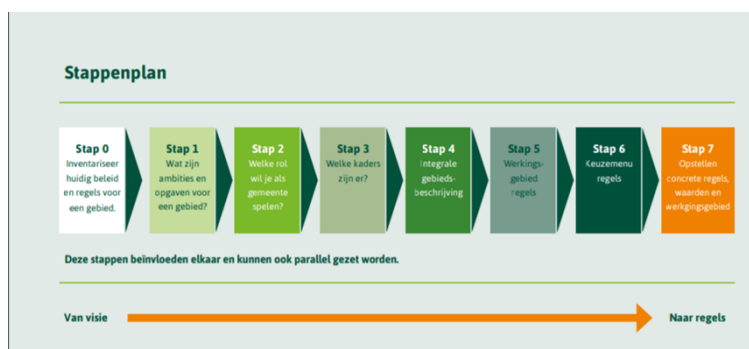 Stappenplan
Stap 0
Inventariseer
huidig beleid
en regels voor
een gebied.
Stap 1
Wat zijn
ambities en
opgaven voor
een gebied?
Stap 2
Welke rol
wil je als
gemeente
spelen?
Stap 3
Welke kaders
zijn er?
Stap 4
Integrale
gebieds-
beschrijving
Stap 5
Werkings-
gebied
regels
Stap 6
Keuzemenu
regels
Stap 7
Opstellen
concrete regels,
waarden en
werkgingsgebied
Deze stappen beïnvloeden elkaar en kunnen ook parallel gezet worden.
Van visie
Naar regels